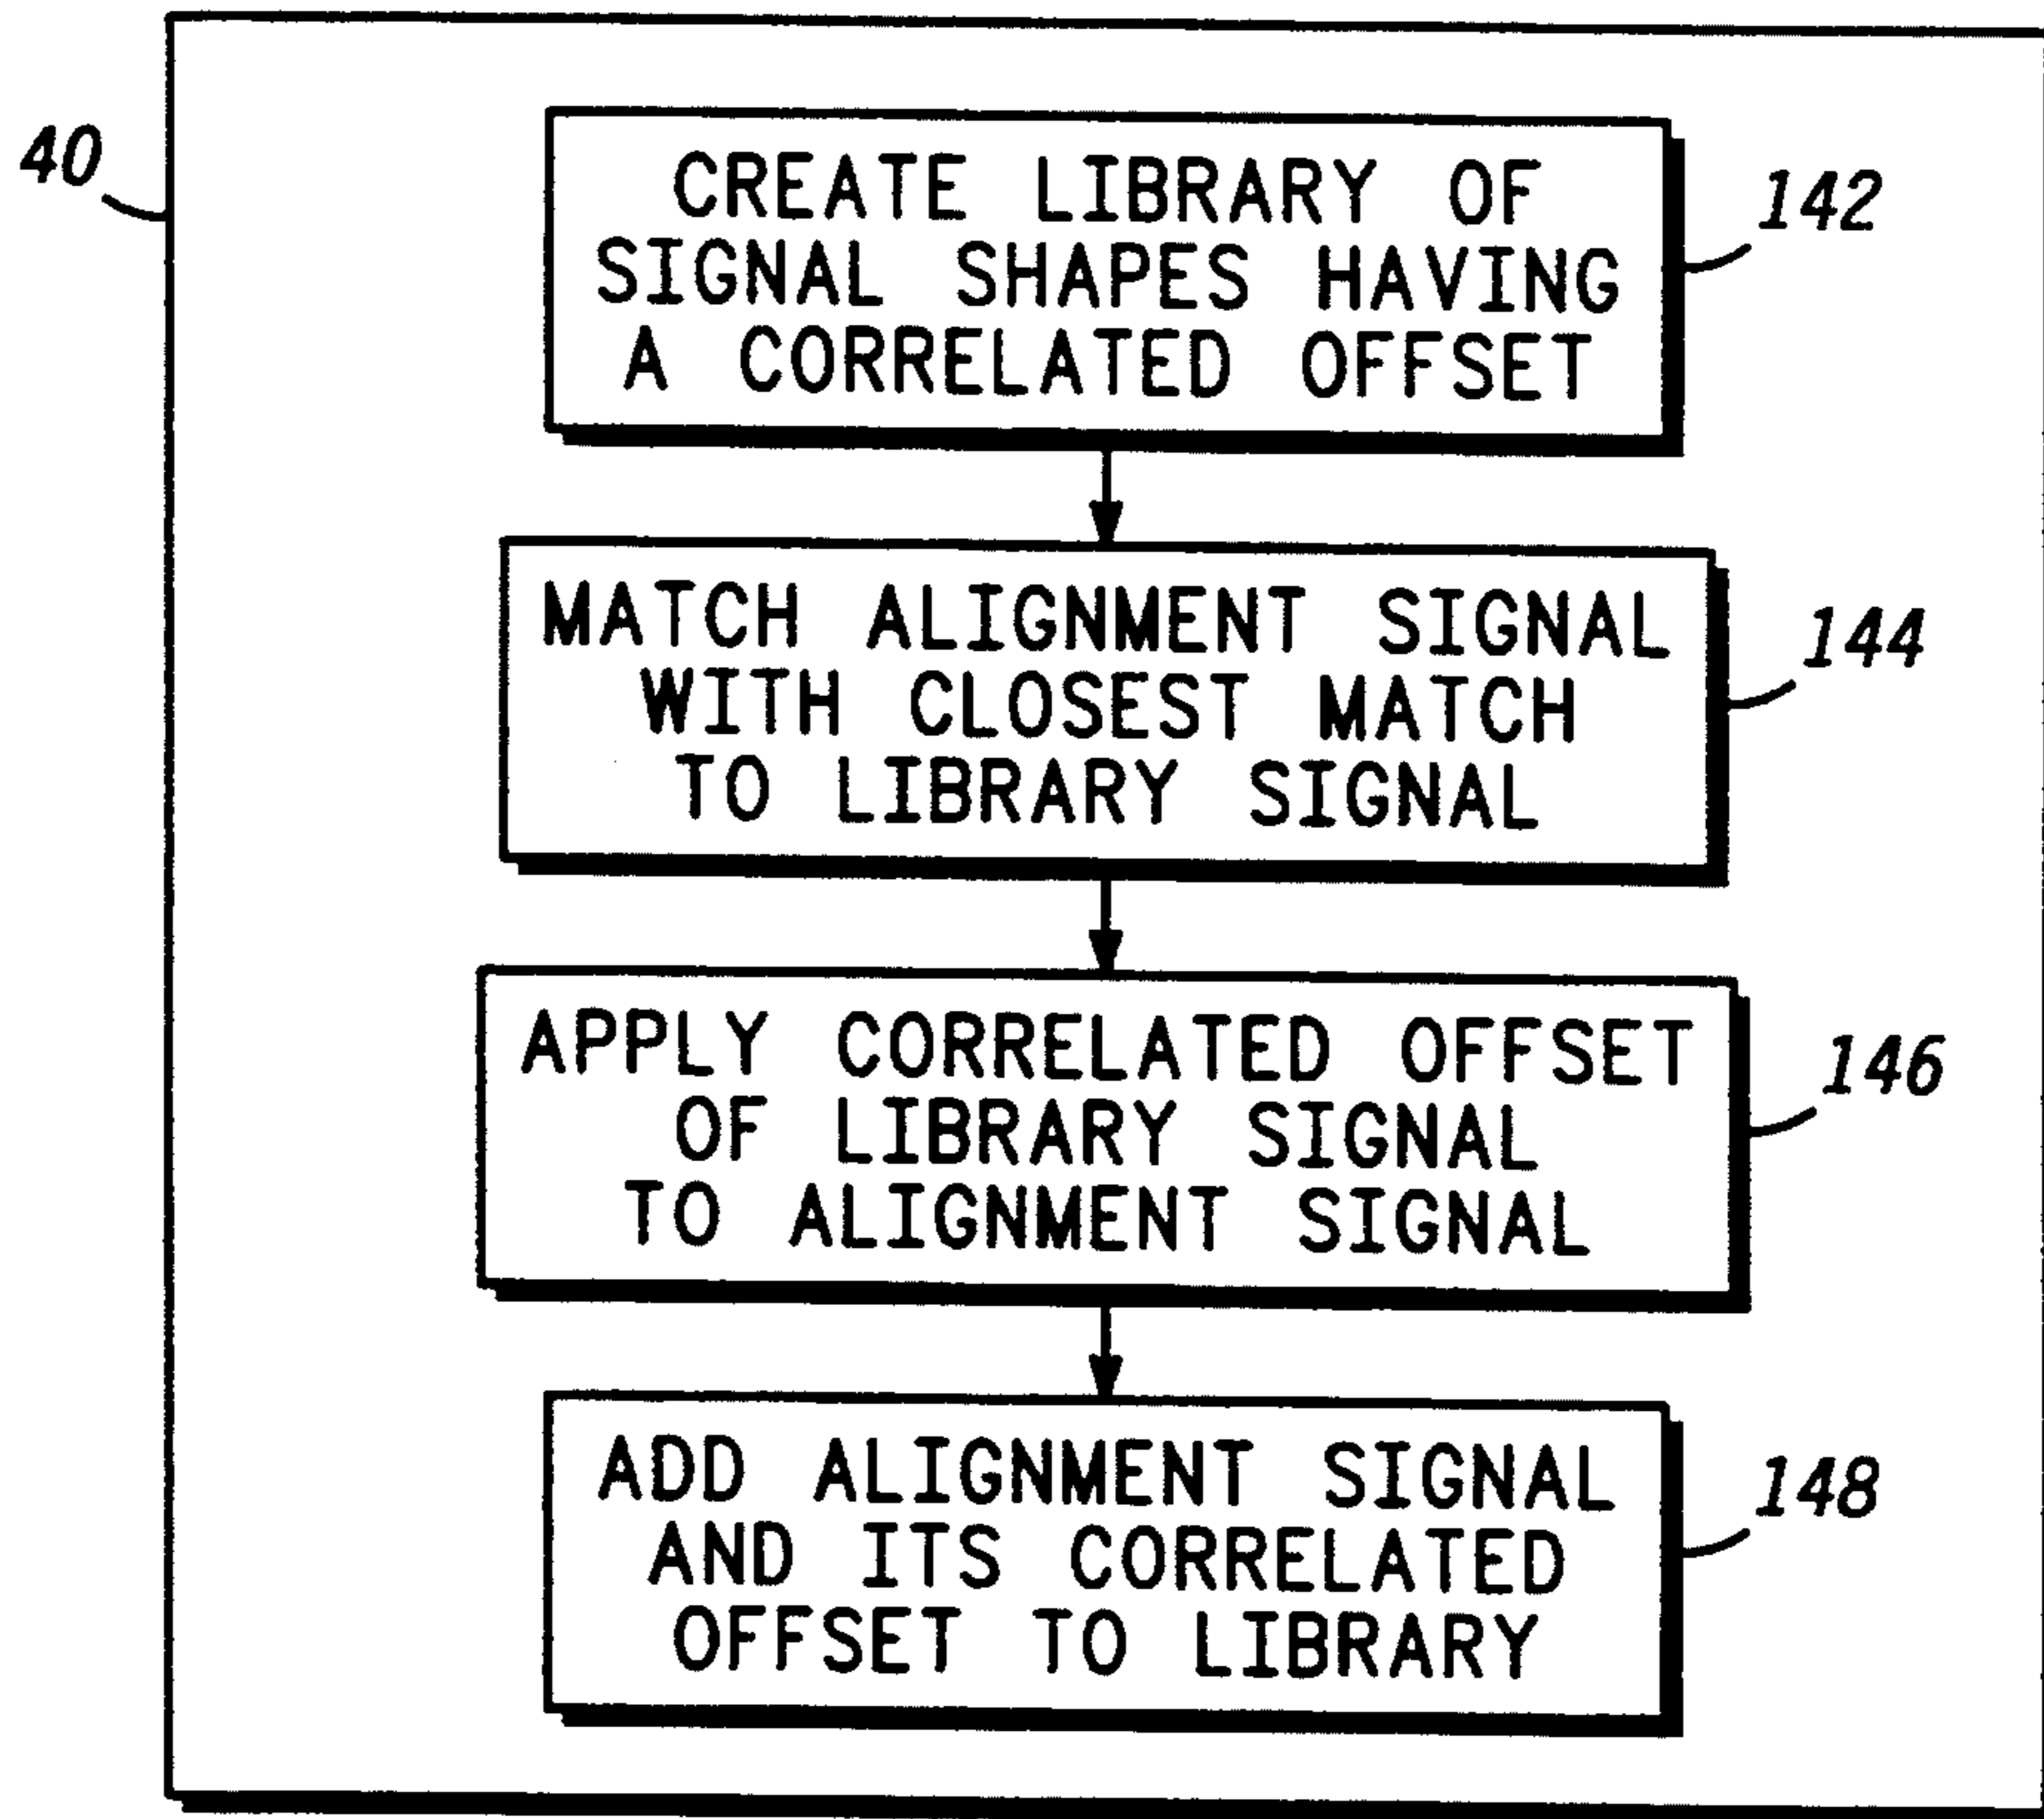 40
CREATE LIBRARY OF
SIGNAL SHAPES HAVING
A CORRELATED OFFSET
142
MATCH ALIGNMENT SIGNAL
WITH CLOSEST MATCH
TO LIBRARY SIGNAL
144
APPLY CORRELATED OFFSET
OF LIBRARY SIGNAL
TO ALIGNMENT SIGNAL
146
ADD ALIGNMENT SIGNAL
AND ITS CORRELATED
OFFSET TO LIBRARY
148